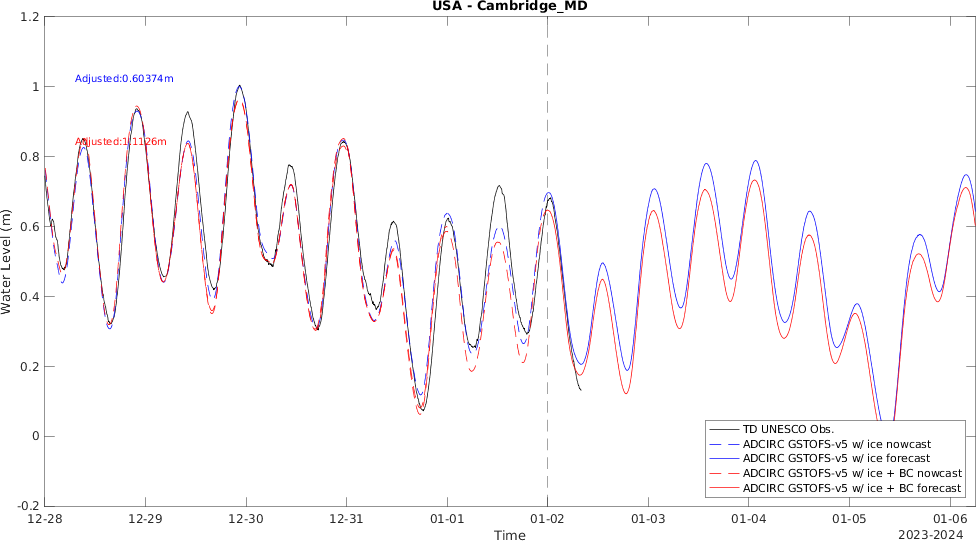 USA - Cambridge_MD
1.2
1
0.8
0.6
0.4
0.2
0
-0.2
Water Level (m)
Adjusted:0.60374m
Adjusted:1.1126m
TD UNESCO Obs.
ADCIRC GSTOFS-v5 w/ ice nowcast
ADCIRC GSTOFS-v5 w/ ice forecast
ADCIRC GSTOFS-v5 w/ ice + BC nowcast
ADCIRC GSTOFS-v5 w/ ice + BC forecast
12-28 12-29 12-30 12-31 01-01 01-02 01-03 01-04 01-05 01-06
Time
2023-2024